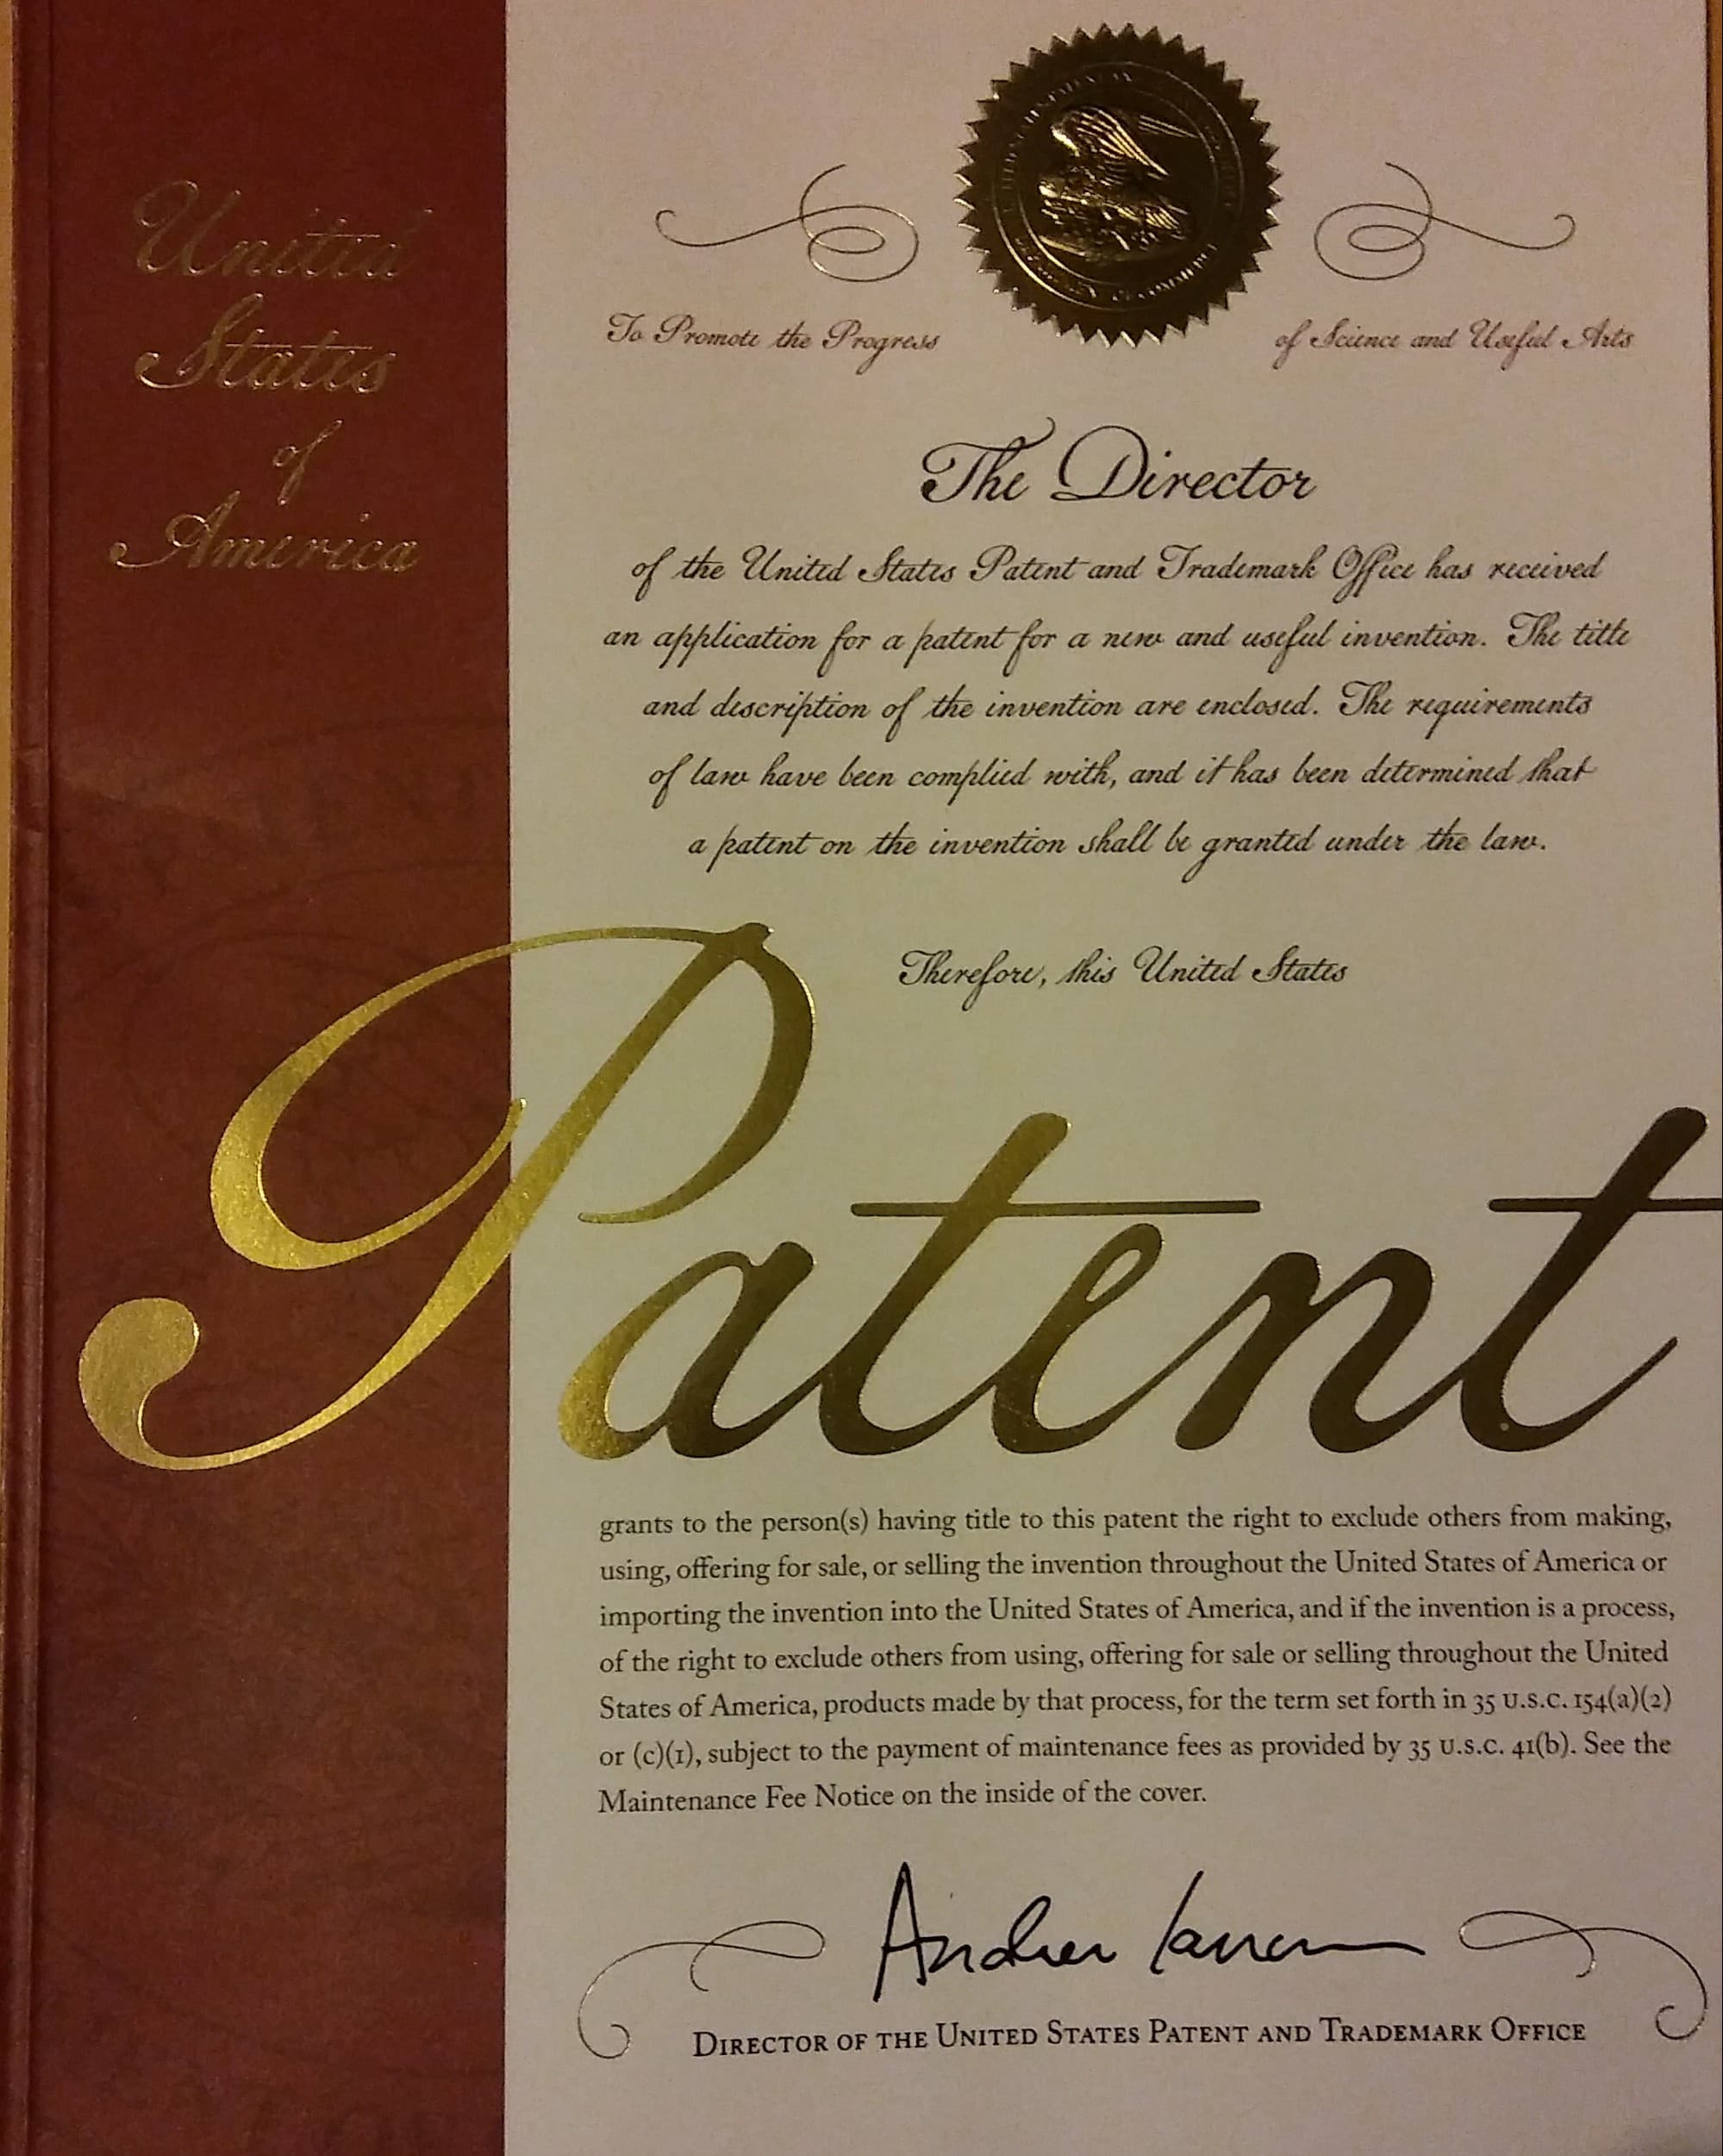 United
States
of
America
To Promote the Progress
of Science and Useful Arts
The Director
of the United States Patent and Trademark Office has received
an application for a patent for a new and useful invention. The title
and description of the invention are enclosed. The requirements
of law have been complied with, and it has been determined that
a patent on the invention shall be granted under the law.
Therefore, this United States
Patent
grants to the person(s) having title to this patent the right to exclude others from making,
using, offering for sale, or selling the invention throughout the United States of America or
importing the invention into the United States of America, and if the invention is a process,
of the right to exclude others from using, offering for sale or selling throughout the United
States of America, products made by that process, for the term set forth in 35 U.S.C. 154(a)(2)
or (c)(1), subject to the payment of maintenance fees as provided by 35 U.S.C. 41(b). See the
Maintenance Fee Notice on the inside of the cover.
Andrei Iancu
DIRECTOR OF THE UNITED STATES PATENT AND TRADEMARK OFFICE